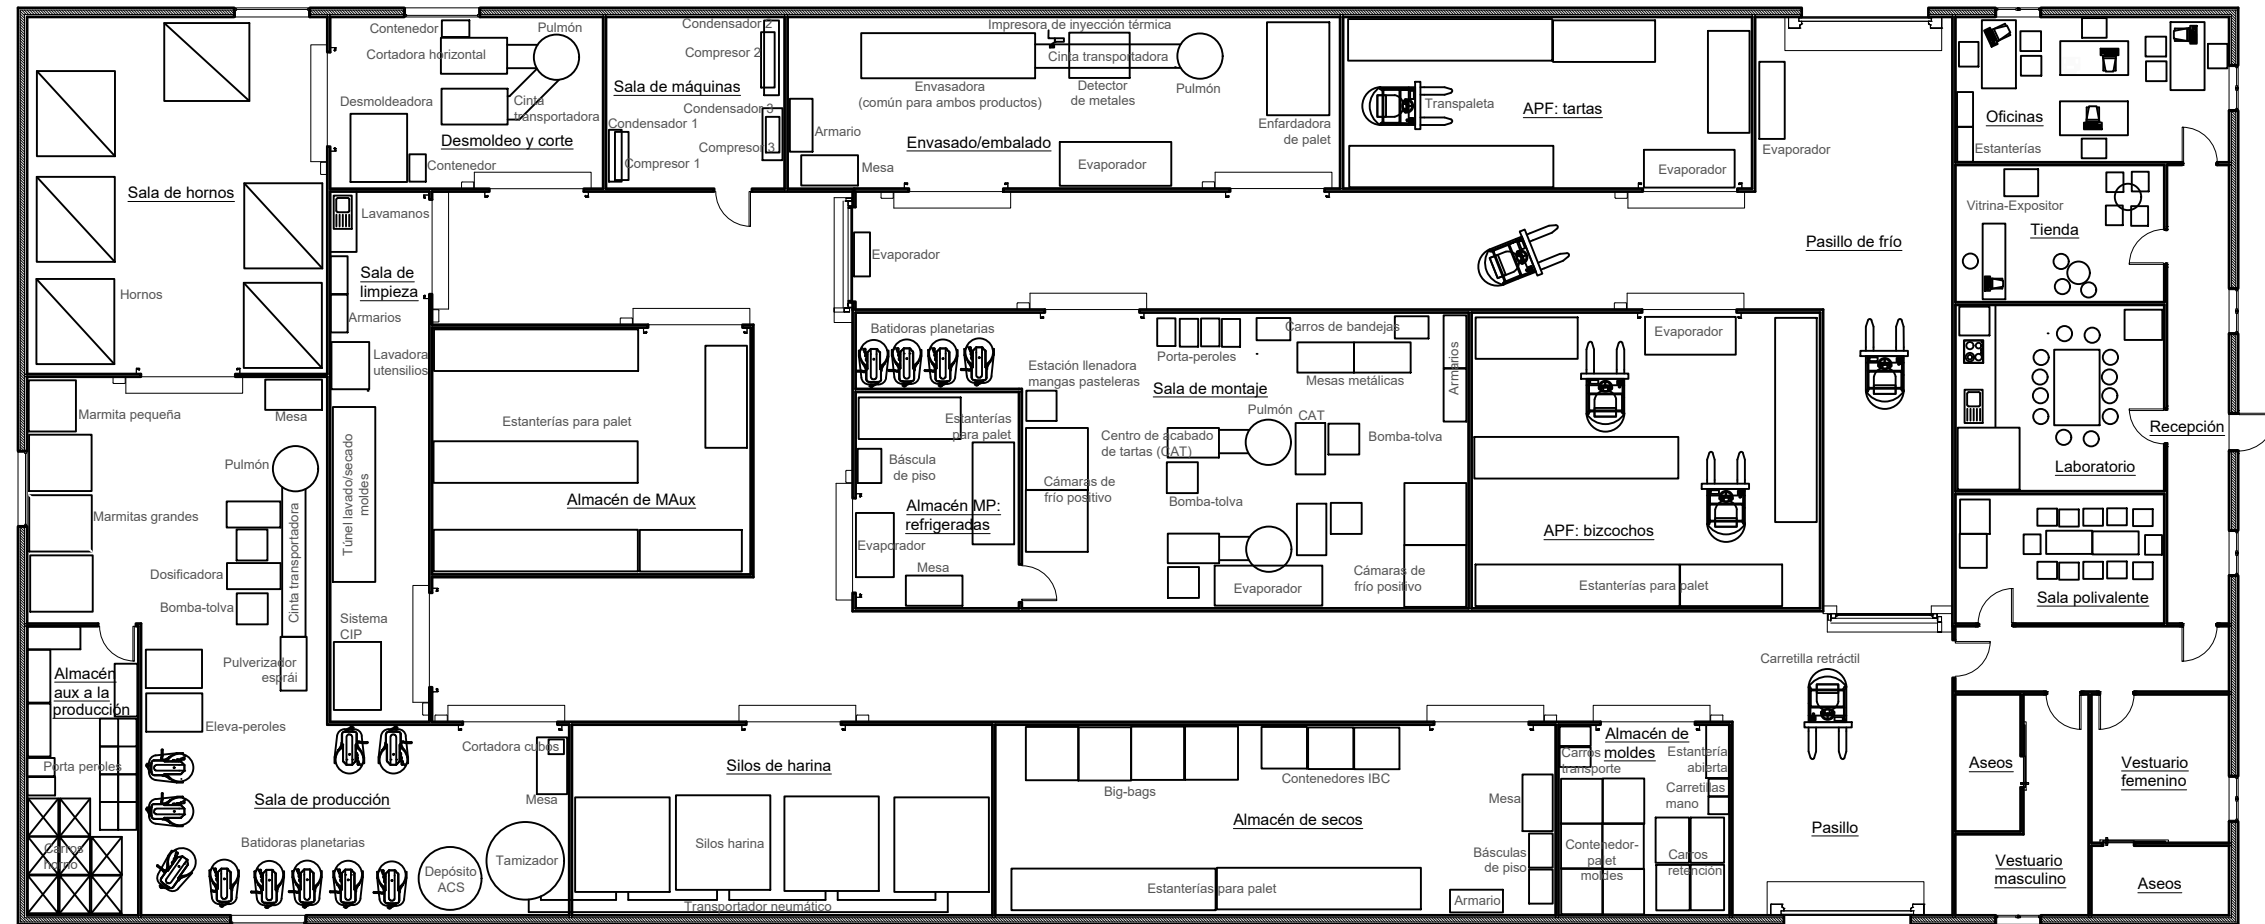 Contenedor
Cortadora horizontal
Pulmón
Desmoldeadora
Cinta
transportadora
Desmoldeo y corte
Contenedor
Sala de hornos
Hornos
Condensador 2
Compresor 2
Sala de máquinas
Condensador 3
Condensador 1
Compresor 3
Compresor 1
Impresora de inyección térmica
Cinta transportadora
Envasadora
(común para ambos productos)
Detector
de metales
Pulmón
Armario
Mesa
Envasado/embalado
Evaporador
Enfardadora
de palet
Transpaleta
APF: tartas
Evaporador
Evaporador
Oficinas
Estanterías
Vitrina-Expositor
Tienda
Laboratorio
Recepción
Sala polivalente
Lavamanos
Sala de
limpieza
Armarios
Lavadora
utensilios
Túnel lavado/secado
moldes
Sistema
CIP
Evaporador
Pasillo de frío
Estanterías para palet
Almacén de MAux
Batidoras planetarias
Estación llenadora
mangas pasteleras
Porta-peroles
Carros de bandejas
Sala de montaje
Mesas metálicas
Armarios
Estanterías
para palet
Báscula
de piso
Almacén MP:
refrigeradas
Evaporador
Mesa
Cámaras de
frío positivo
Centro de acabado
de tartas (CAT)
Pulmón
CAT
Bomba-tolva
Bomba-tolva
Evaporador
Cámaras de
frío positivo
Evaporador
APF: bizcochos
Estanterías para palet
Marmita pequeña
Mesa
Pulmón
Marmitas grandes
Cinta transportadora
Dosificadora
Bomba-tolva
Pulverizador
esprái
Almacén
aux a la
producción
Eleva-peroles
Porta peroles
Carros
horno
Sala de producción
Batidoras planetarias
Cortadora cubos
Mesa
Depósito
ACS
Tamizador
Silos de harina
Silos harina
Transportador neumático
Big-bags
Contenedores IBC
Almacén de secos
Mesa
Básculas
de piso
Estanterías para palet
Armario
Almacén de
moldes
Carros
transporte
Estantería
abierta
Carretillas
mano
Contenedor-
palet
moldes
Carros
retención
Carretilla retráctil
Pasillo
Aseos
Vestuario
femenino
Vestuario
masculino
Aseos